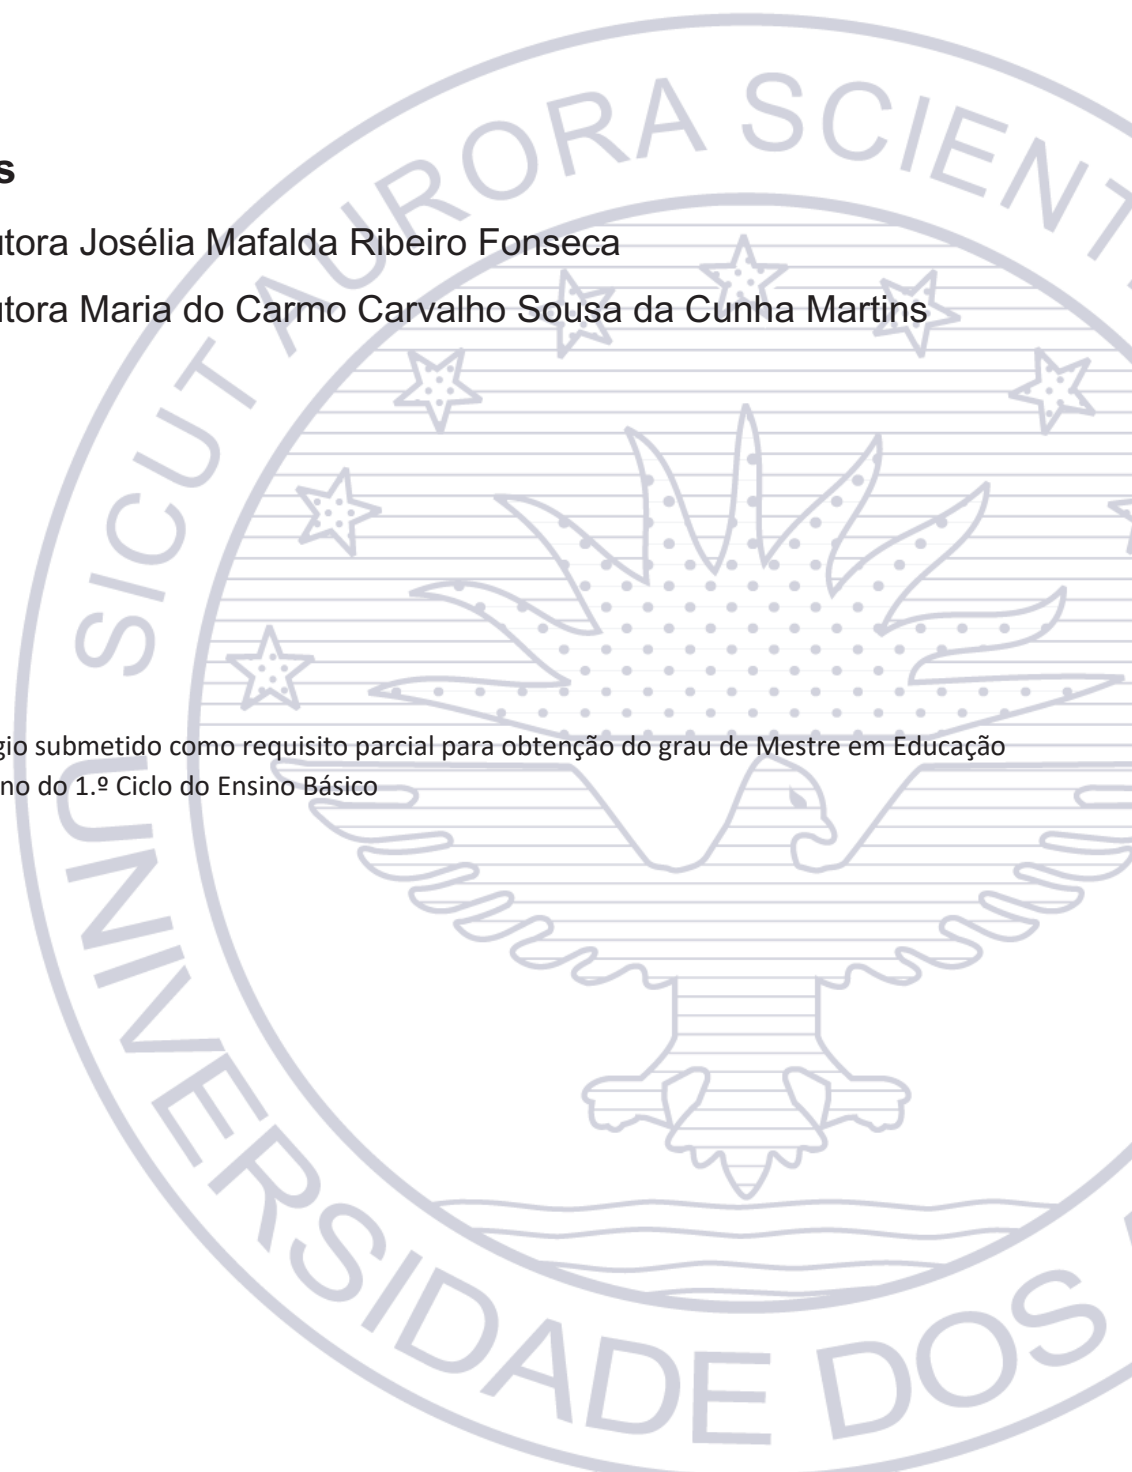 s
utora Josélia Mafalda Ribeiro Fonseca
utora Maria do Carmo Carvalho Sousa da Cunha Martins
gio submetido como requisito parcial para obtenção do grau de Mestre em Educação
no do 1.º Ciclo do Ensino Básico
SICUT AURORA SCIENT
UNIVERSIDADE DOS